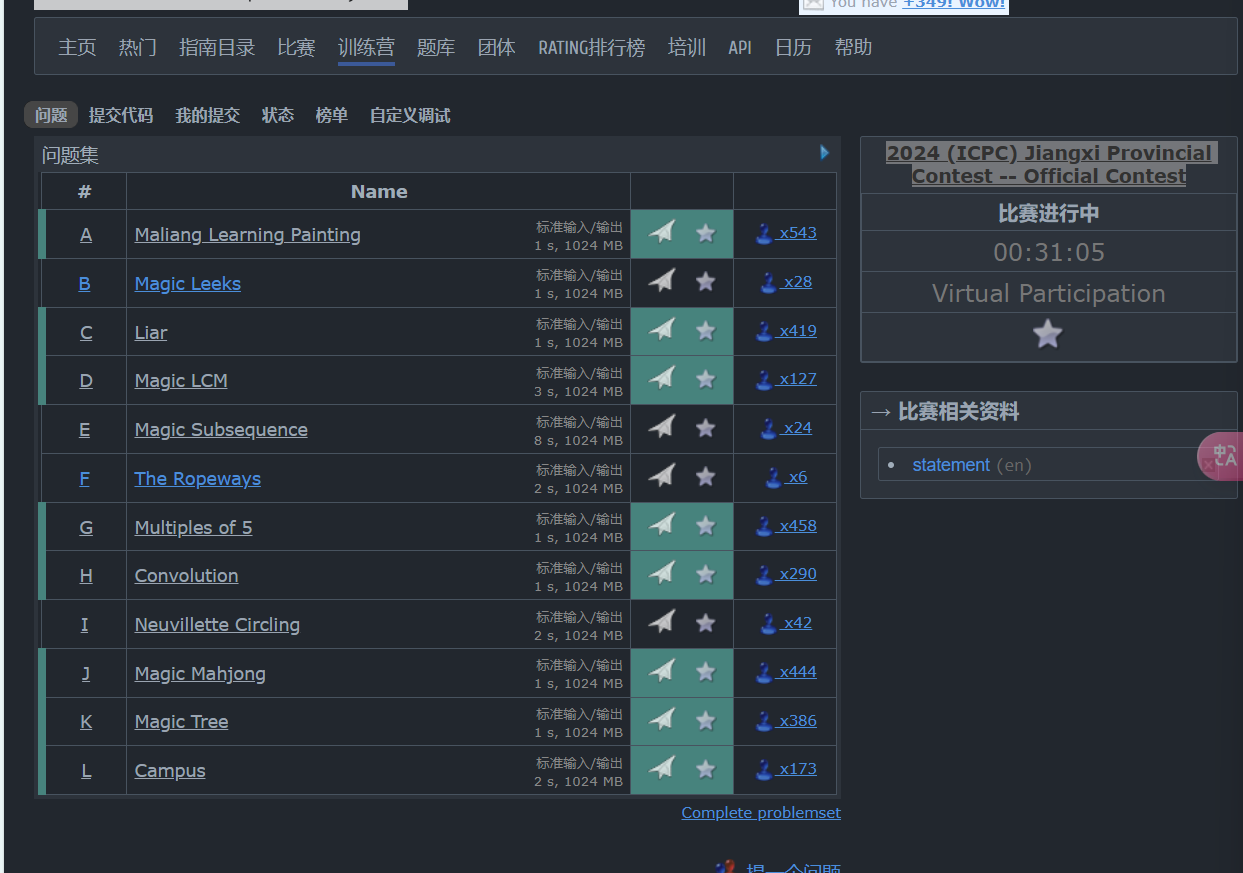 You have +349! Wow!
主页 热门 指南目录 比赛 训练营 题库 团体 RATING排行榜 培训 API 日历 帮助
问题 提交代码 我的提交 状态 榜单 自定义调试
问题集
# Name
A Maliang Learning Painting 标准输入/输出 1 s, 1024 MB x543
B Magic Leeks 标准输入/输出 1 s, 1024 MB x28
C Liar 标准输入/输出 1 s, 1024 MB x419
D Magic LCM 标准输入/输出 3 s, 1024 MB x127
E Magic Subsequence 标准输入/输出 8 s, 1024 MB x24
F The Ropeways 标准输入/输出 2 s, 1024 MB x6
G Multiples of 5 标准输入/输出 1 s, 1024 MB x458
H Convolution 标准输入/输出 1 s, 1024 MB x290
I Neuvillette Circling 标准输入/输出 2 s, 1024 MB x42
J Magic Mahjong 标准输入/输出 1 s, 1024 MB x444
K Magic Tree 标准输入/输出 1 s, 1024 MB x386
L Campus 标准输入/输出 2 s, 1024 MB x173
Complete problemset
提一个问题
2024 (ICPC) Jiangxi Provincial
Contest -- Official Contest
比赛进行中
00:31:05
Virtual Participation
→ 比赛相关资料
• statement (en)
中A